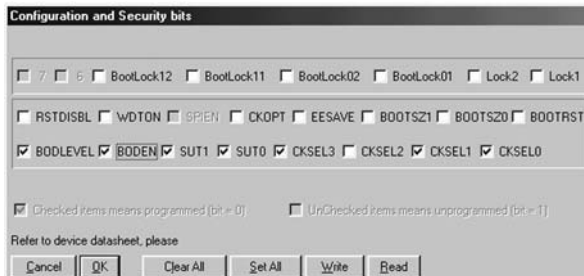 Configuration and Security bits
7 6 BootLock12 BootLock11 BootLock02 BootLock01 Lock2 Lock1
RSTDISBL WDTON SPIEN CKOPT EESAVE BOOTSZ1 BOOTSZ0 BOOTRST
BODLEVEL BODEN SUT1 SUT0 CKSEL3 CKSEL2 CKSEL1 CKSEL0
Checked items means programmed (bit = 0) UnChecked items means unprogrammed (bit = 1)
Refer to device datasheet, please
Cancel OK Clear All Set All Write Read